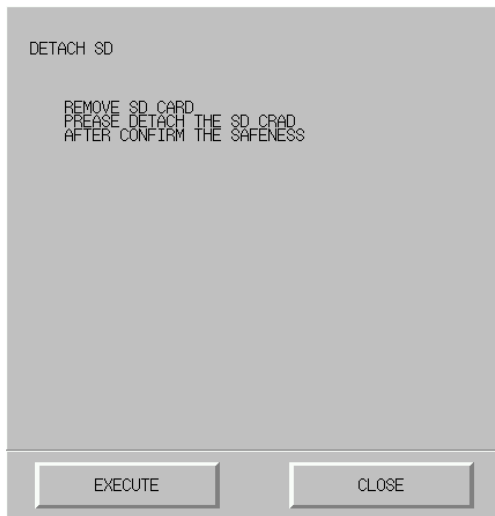 DETACH SD
REMOVE SD CARD
PREASE DETACH THE SD CRAD
AFTER CONFIRM THE SAFENESS
EXECUTE
CLOSE